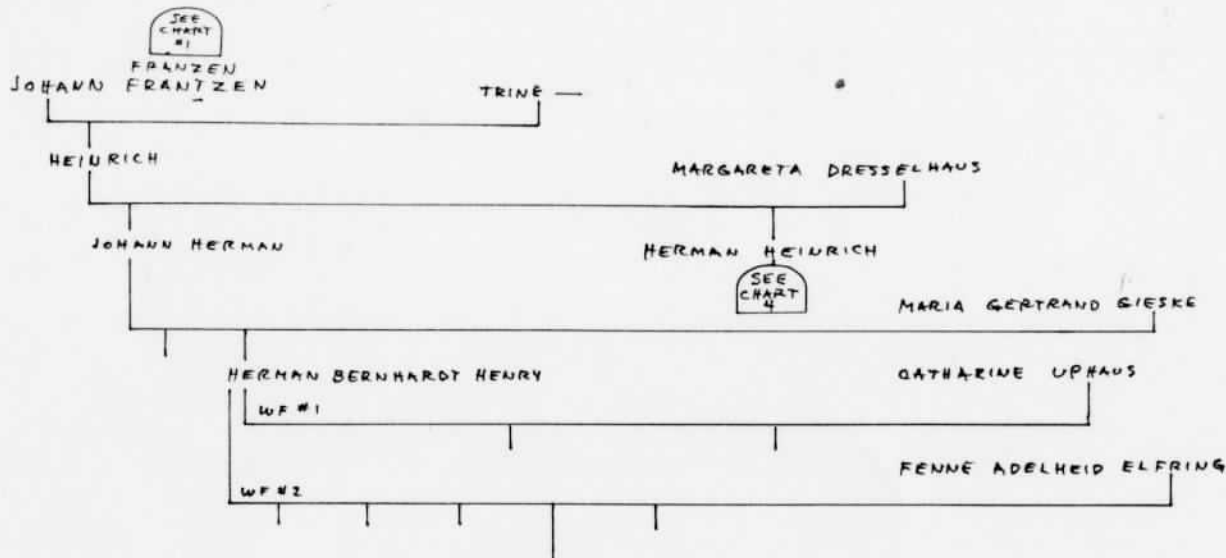 SEE
CHART
#1
FRANZEN
JOHANN FRANTZEN
TRINE —
HEINRICH
MARGARETA DRESSELHAUS
JOHANN HERMAN
HERMAN HEINRICH
SEE
CHART
4
MARIA GERTRAND GIESKE
HERMAN BERNHARDT HENRY
CATHARINE UPHAUS
WF #1
FENNE ADELHEID ELFRING
WF #2